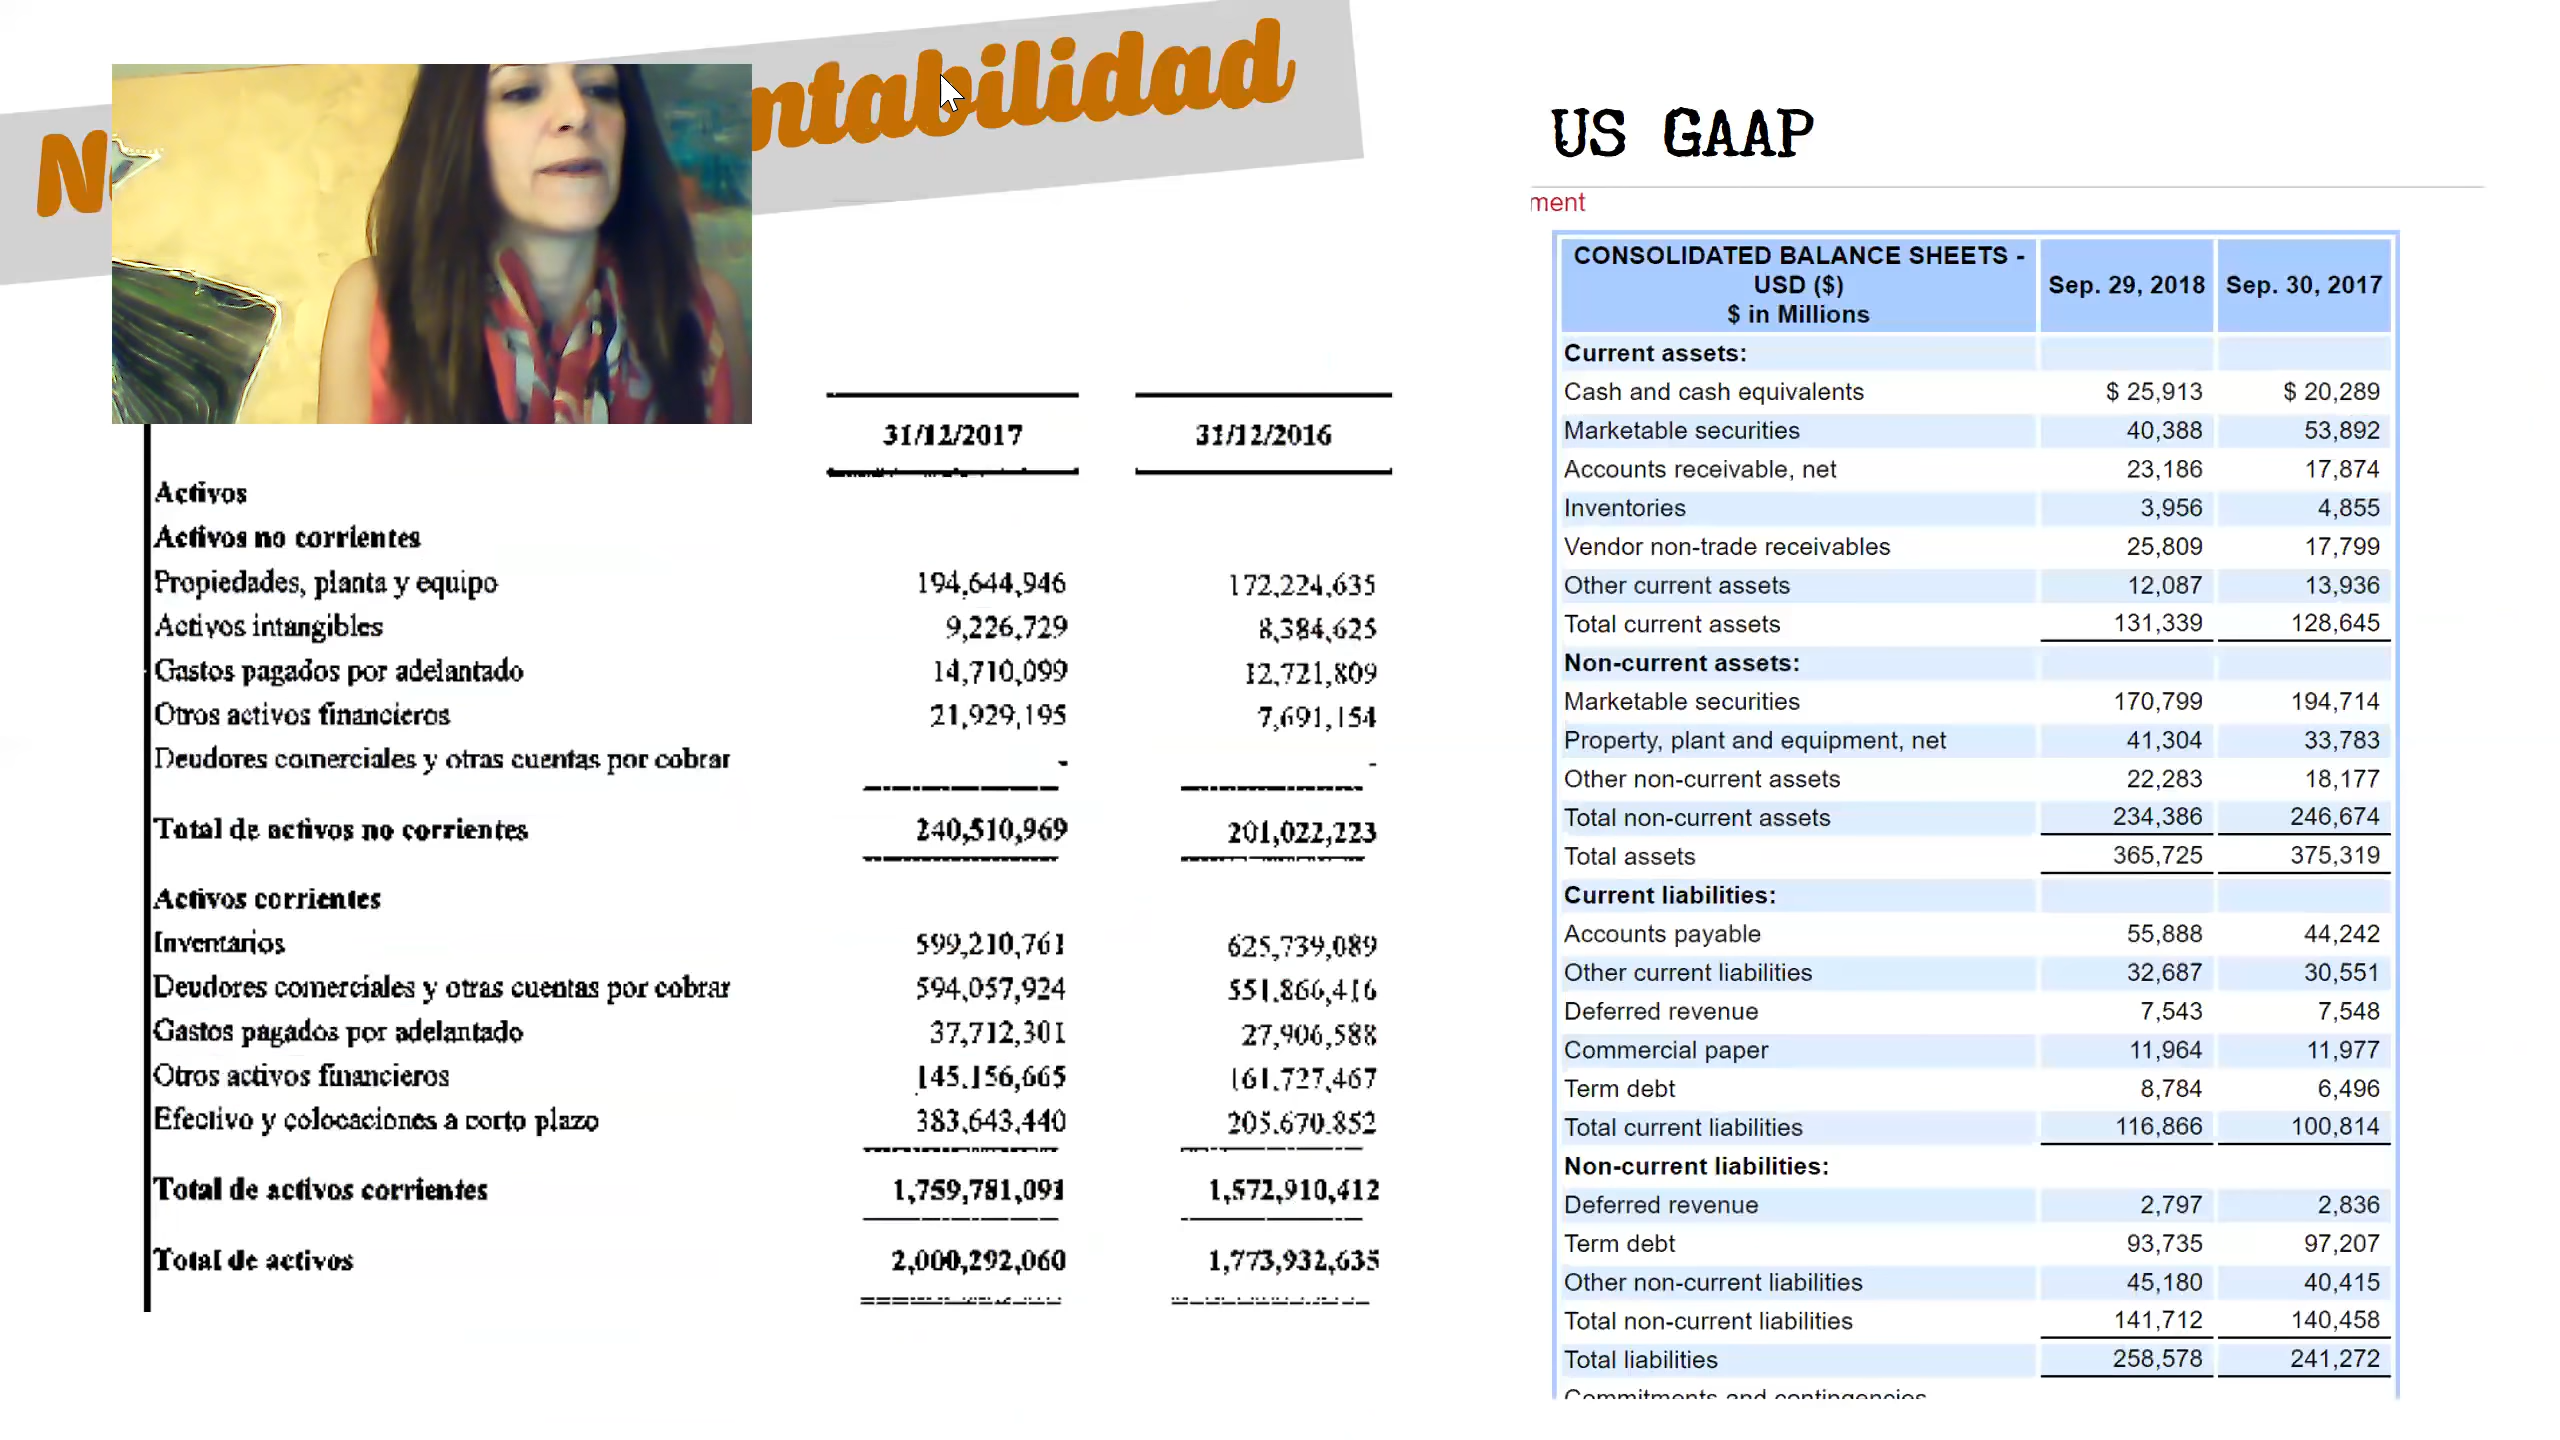 ntabilidad
31/12/2017 31/12/2016
Activos
Activos no corrientes
Propiedades, planta y equipo 194,644,946 172,224,635
Activos intangibles 9,226,729 8,384,625
Gastos pagados por adelantado 14,710,099 12,721,809
Otros activos financieros 21,929,195 7,691,154
Deudores comerciales y otras cuentas por cobrar - -
Total de activos no corrientes 240,510,969 201,022,223
Activos corrientes
Inventarios 599,210,761 625,739,089
Deudores comerciales y otras cuentas por cobrar 594,057,924 551,866,416
Gastos pagados por adelantado 37,712,301 27,906,588
Otros activos financieros 145,156,665 161,727,467
Efectivo y colocaciones a corto plazo 383,643,440 205,670,852
Total de activos corrientes 1,759,781,091 1,572,910,412
Total de activos 2,000,292,060 1,773,932,635
US GAAP
ment
CONSOLIDATED BALANCE SHEETS -
USD ($)
$ in Millions
Sep. 29, 2018 Sep. 30, 2017
Current assets:
Cash and cash equivalents $ 25,913 $ 20,289
Marketable securities 40,388 53,892
Accounts receivable, net 23,186 17,874
Inventories 3,956 4,855
Vendor non-trade receivables 25,809 17,799
Other current assets 12,087 13,936
Total current assets 131,339 128,645
Non-current assets:
Marketable securities 170,799 194,714
Property, plant and equipment, net 41,304 33,783
Other non-current assets 22,283 18,177
Total non-current assets 234,386 246,674
Total assets 365,725 375,319
Current liabilities:
Accounts payable 55,888 44,242
Other current liabilities 32,687 30,551
Deferred revenue 7,543 7,548
Commercial paper 11,964 11,977
Term debt 8,784 6,496
Total current liabilities 116,866 100,814
Non-current liabilities:
Deferred revenue 2,797 2,836
Term debt 93,735 97,207
Other non-current liabilities 45,180 40,415
Total non-current liabilities 141,712 140,458
Total liabilities 258,578 241,272
Commitments and contingencies